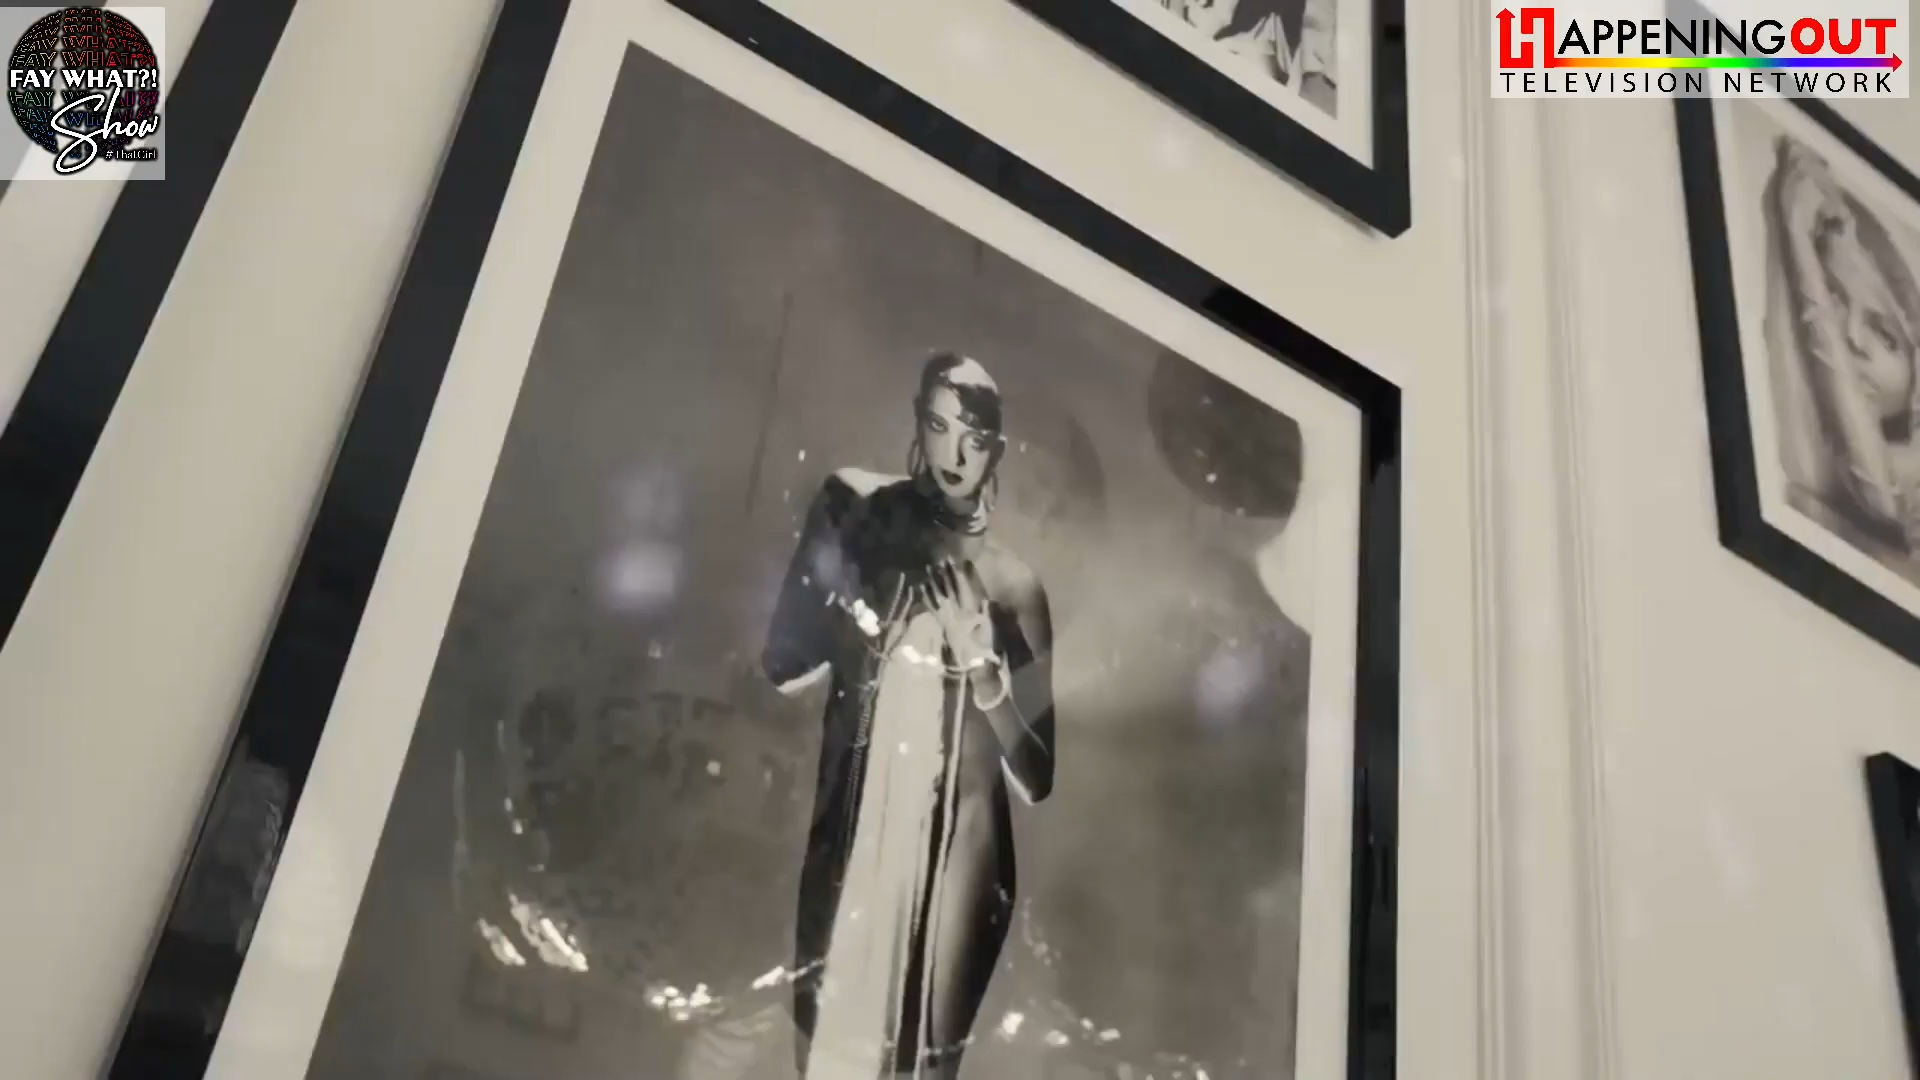 FAY WHAT?!
Show
#ThatGirl
HAPPENINGOUT
TELEVISION NETWORK